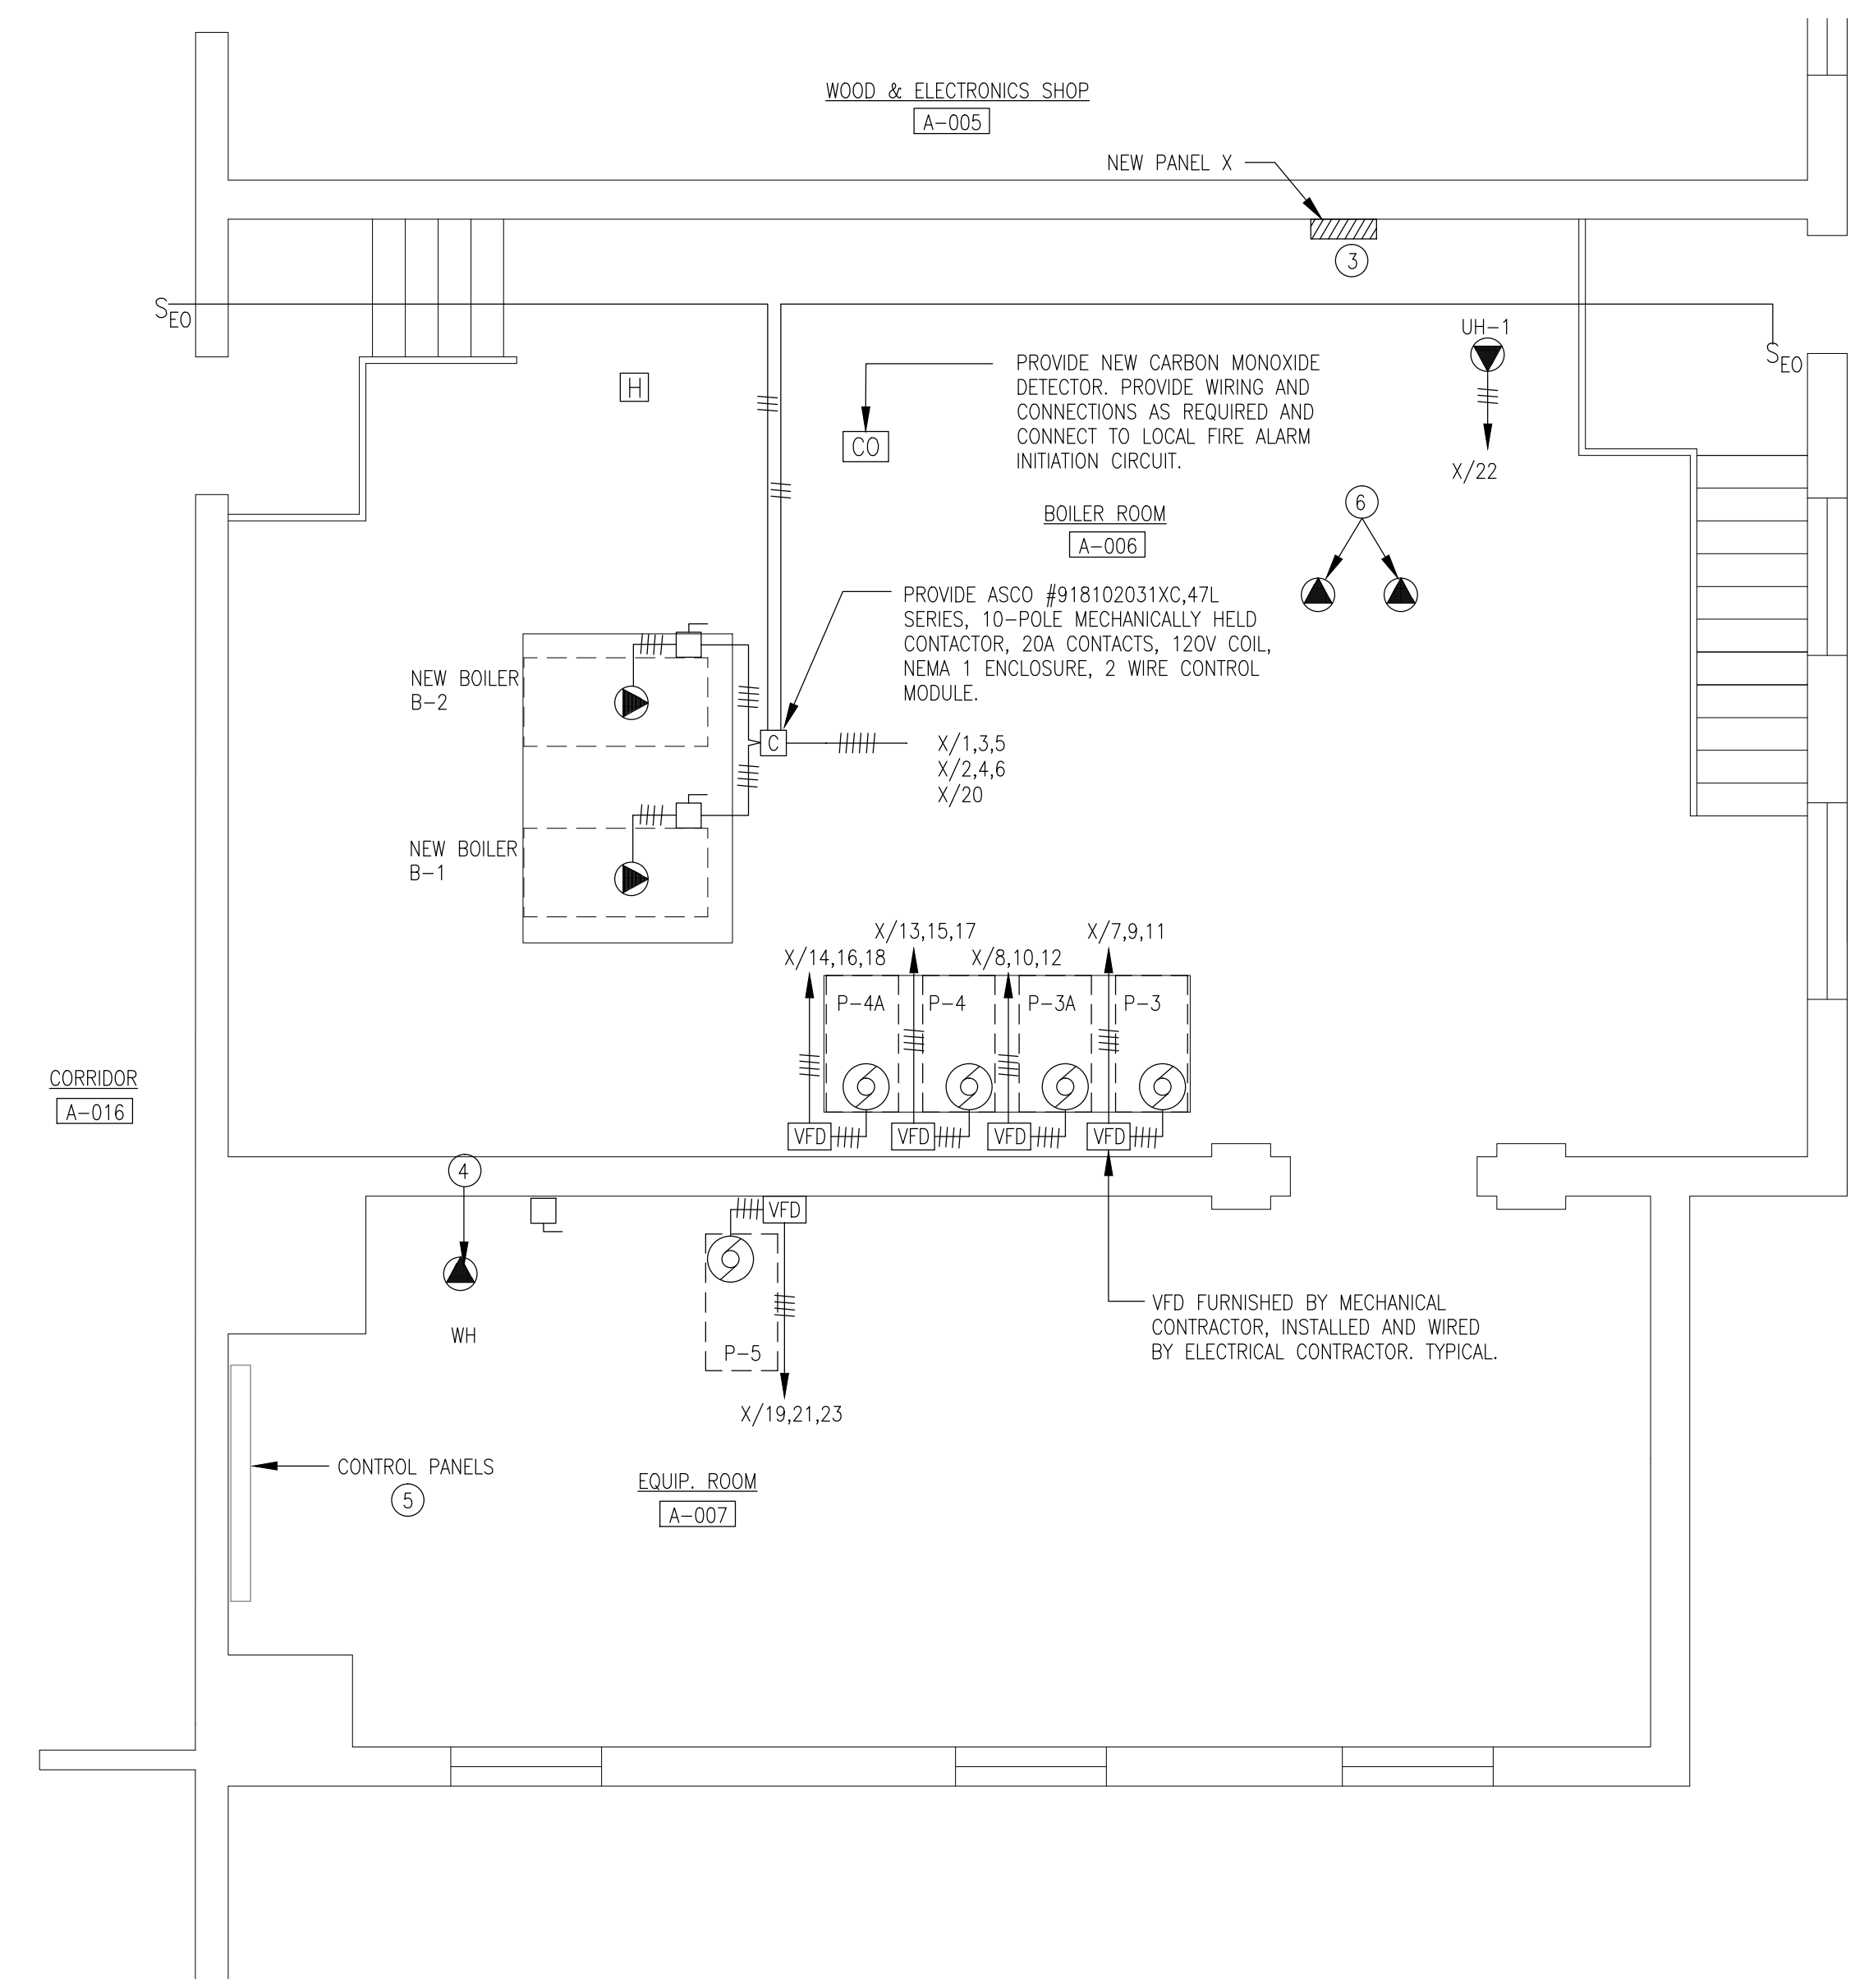 WOOD & ELECTRONICS SHOP
A-005
NEW PANEL X
3
SEO
UH-1
SEO
H
PROVIDE NEW CARBON MONOXIDE
DETECTOR. PROVIDE WIRING AND
CONNECTIONS AS REQUIRED AND
CONNECT TO LOCAL FIRE ALARM
INITIATION CIRCUIT.
CO
X/22
BOILER ROOM
A-006
6
PROVIDE ASCO #918102031XC,47L
SERIES, 10-POLE MECHANICALLY HELD
CONTACTOR, 20A CONTACTS, 120V COIL,
NEMA 1 ENCLOSURE, 2 WIRE CONTROL
MODULE.
NEW BOILER
B-2
C
X/1,3,5
X/2,4,6
X/20
NEW BOILER
B-1
X/13,15,17
X/7,9,11
X/14,16,18
X/8,10,12
P-4A
P-4
P-3A
P-3
CORRIDOR
A-016
VFD
VFD
VFD
VFD
4
VFD
WH
P-5
VFD FURNISHED BY MECHANICAL
CONTRACTOR, INSTALLED AND WIRED
BY ELECTRICAL CONTRACTOR. TYPICAL.
X/19,21,23
CONTROL PANELS
5
EQUIP. ROOM
A-007